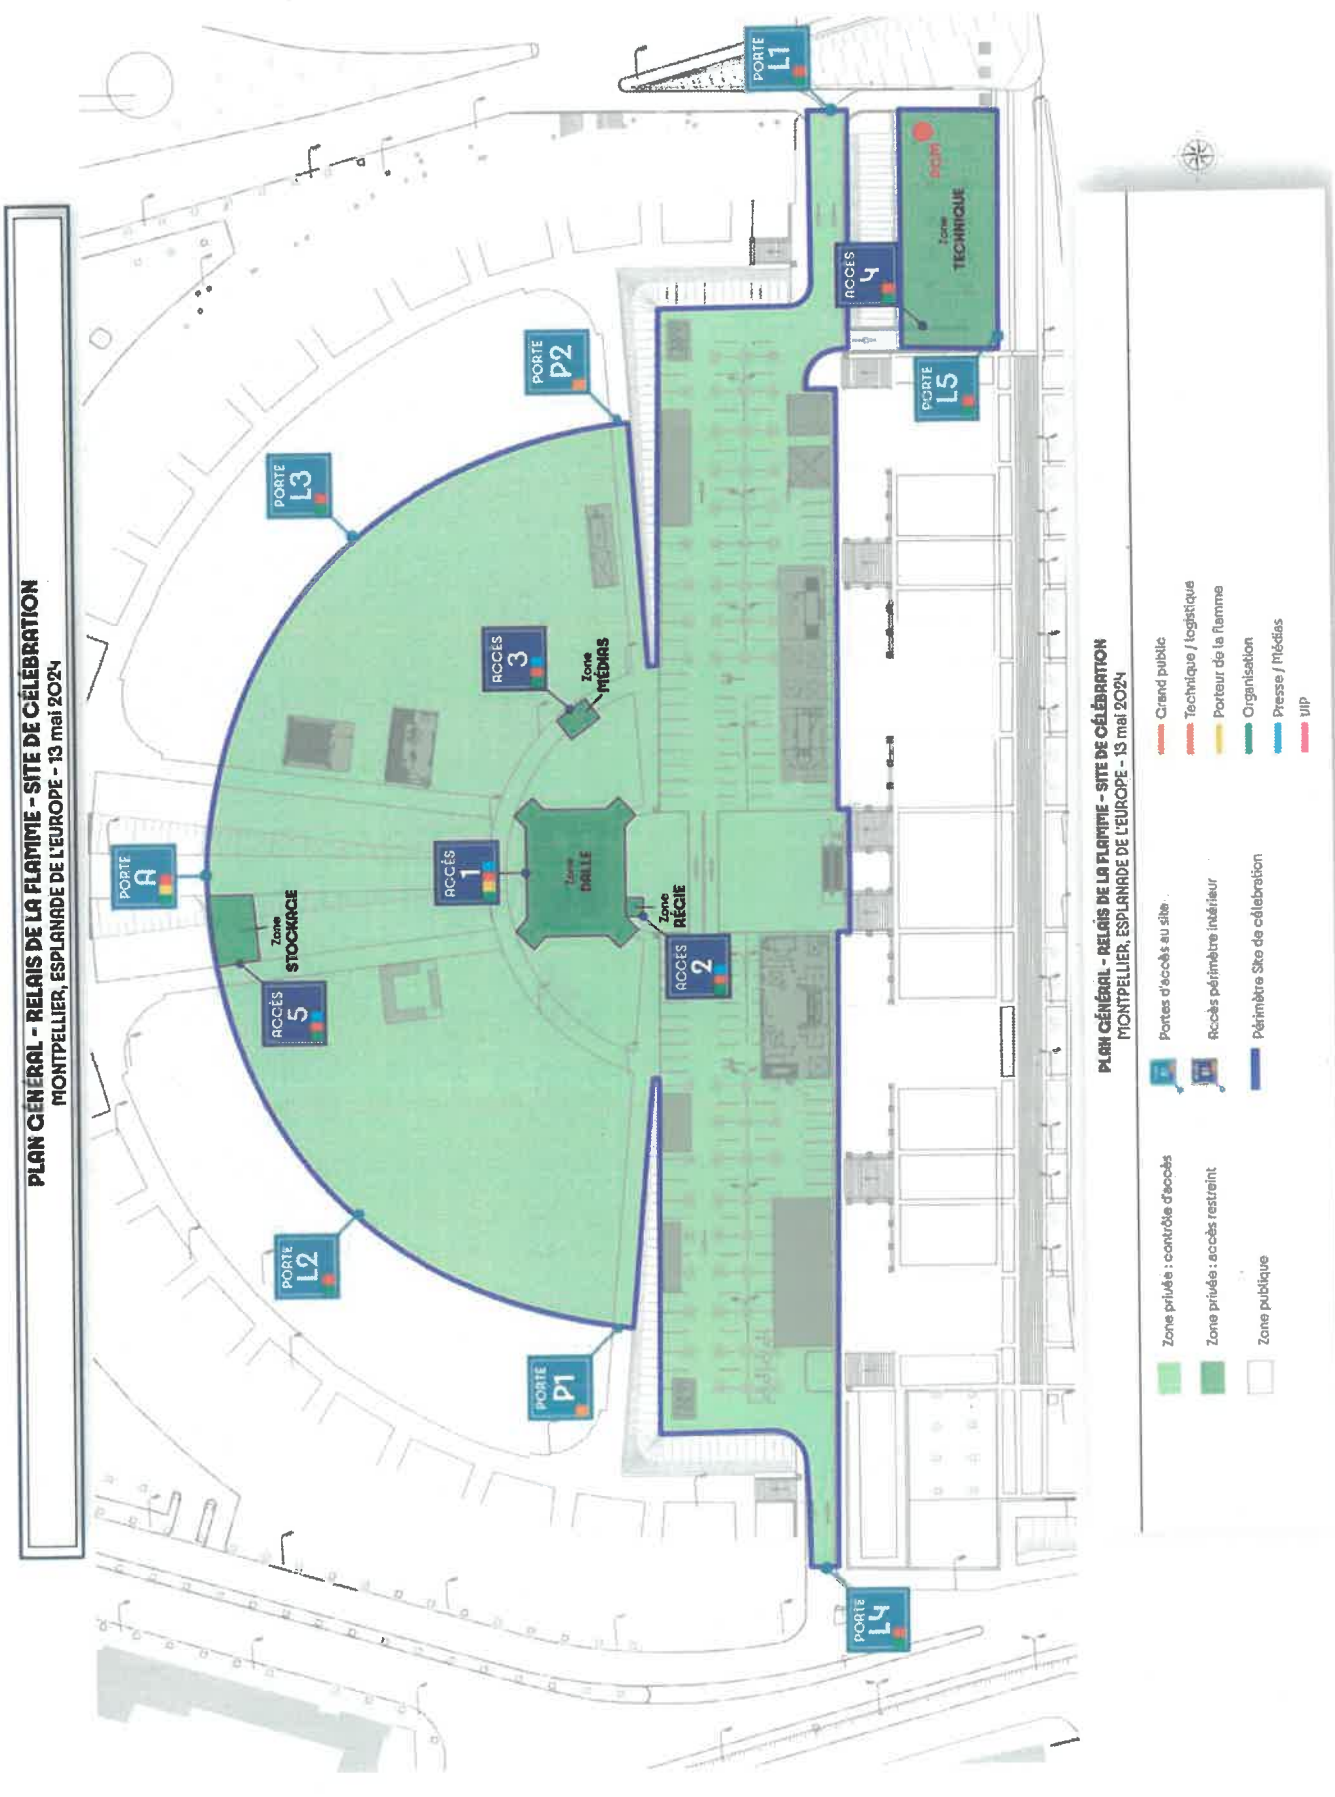 PLAN GÉNÉRAL - RELAIS DE LA FLAMME - SITE DE CÉLÉBRATION
MONTPELLIER, ESPLANADE DE L'EUROPE - 13 mai 2024
PORTE
L4
PORTE
P1
PORTE
L2
ACCÈS
5
Zone
STOCKAGE
PORTE
A
ACCÈS
1
Zone
DALLE
Zone
RÉGIE
ACCÈS
2
ACCÈS
3
Zone
MÉDIAS
PORTE
L3
PORTE
P2
PORTE
L5
ACCÈS
4
Zone
TECHNIQUE
PORTE
L1
PLAN GÉNÉRAL - RELAIS DE LA FLAMME - SITE DE CÉLÉBRATION
MONTPELLIER, ESPLANADE DE L'EUROPE - 13 mai 2024
Zone privée : contrôle d'accès
Zone privée : accès restreint
Zone publique
Portes d'accès au site
Accès périmètre intérieur
Périmètre Site de célébration
Grand public
Technique / logistique
Porteur de la flamme
Organisation
Presse / Médias
VIP